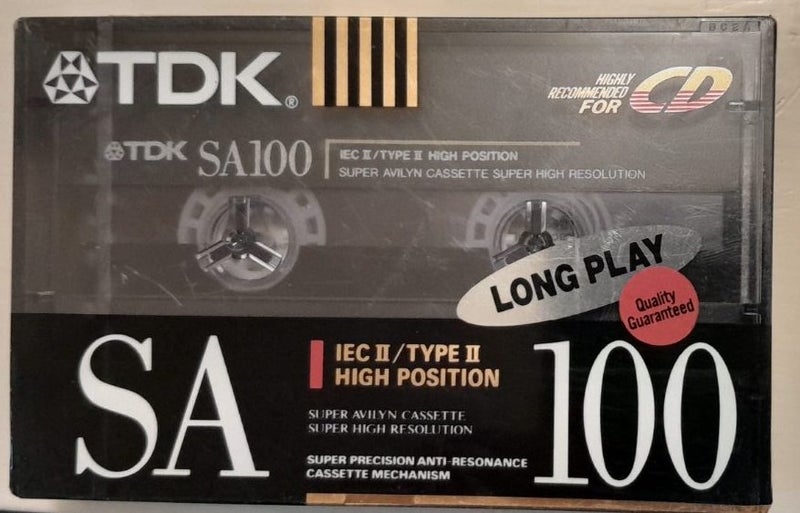 TDK®
HIGHLY
RECOMMENDED
FOR CD
TDK SA100
IEC II/TYPE II HIGH POSITION
SUPER AVILYN CASSETTE SUPER HIGH RESOLUTION
LONG PLAY
Quality
Guaranteed
SA 100
IEC II/TYPE II
HIGH POSITION
SUPER AVILYN CASSETTE
SUPER HIGH RESOLUTION
SUPER PRECISION ANTI-RESONANCE
CASSETTE MECHANISM